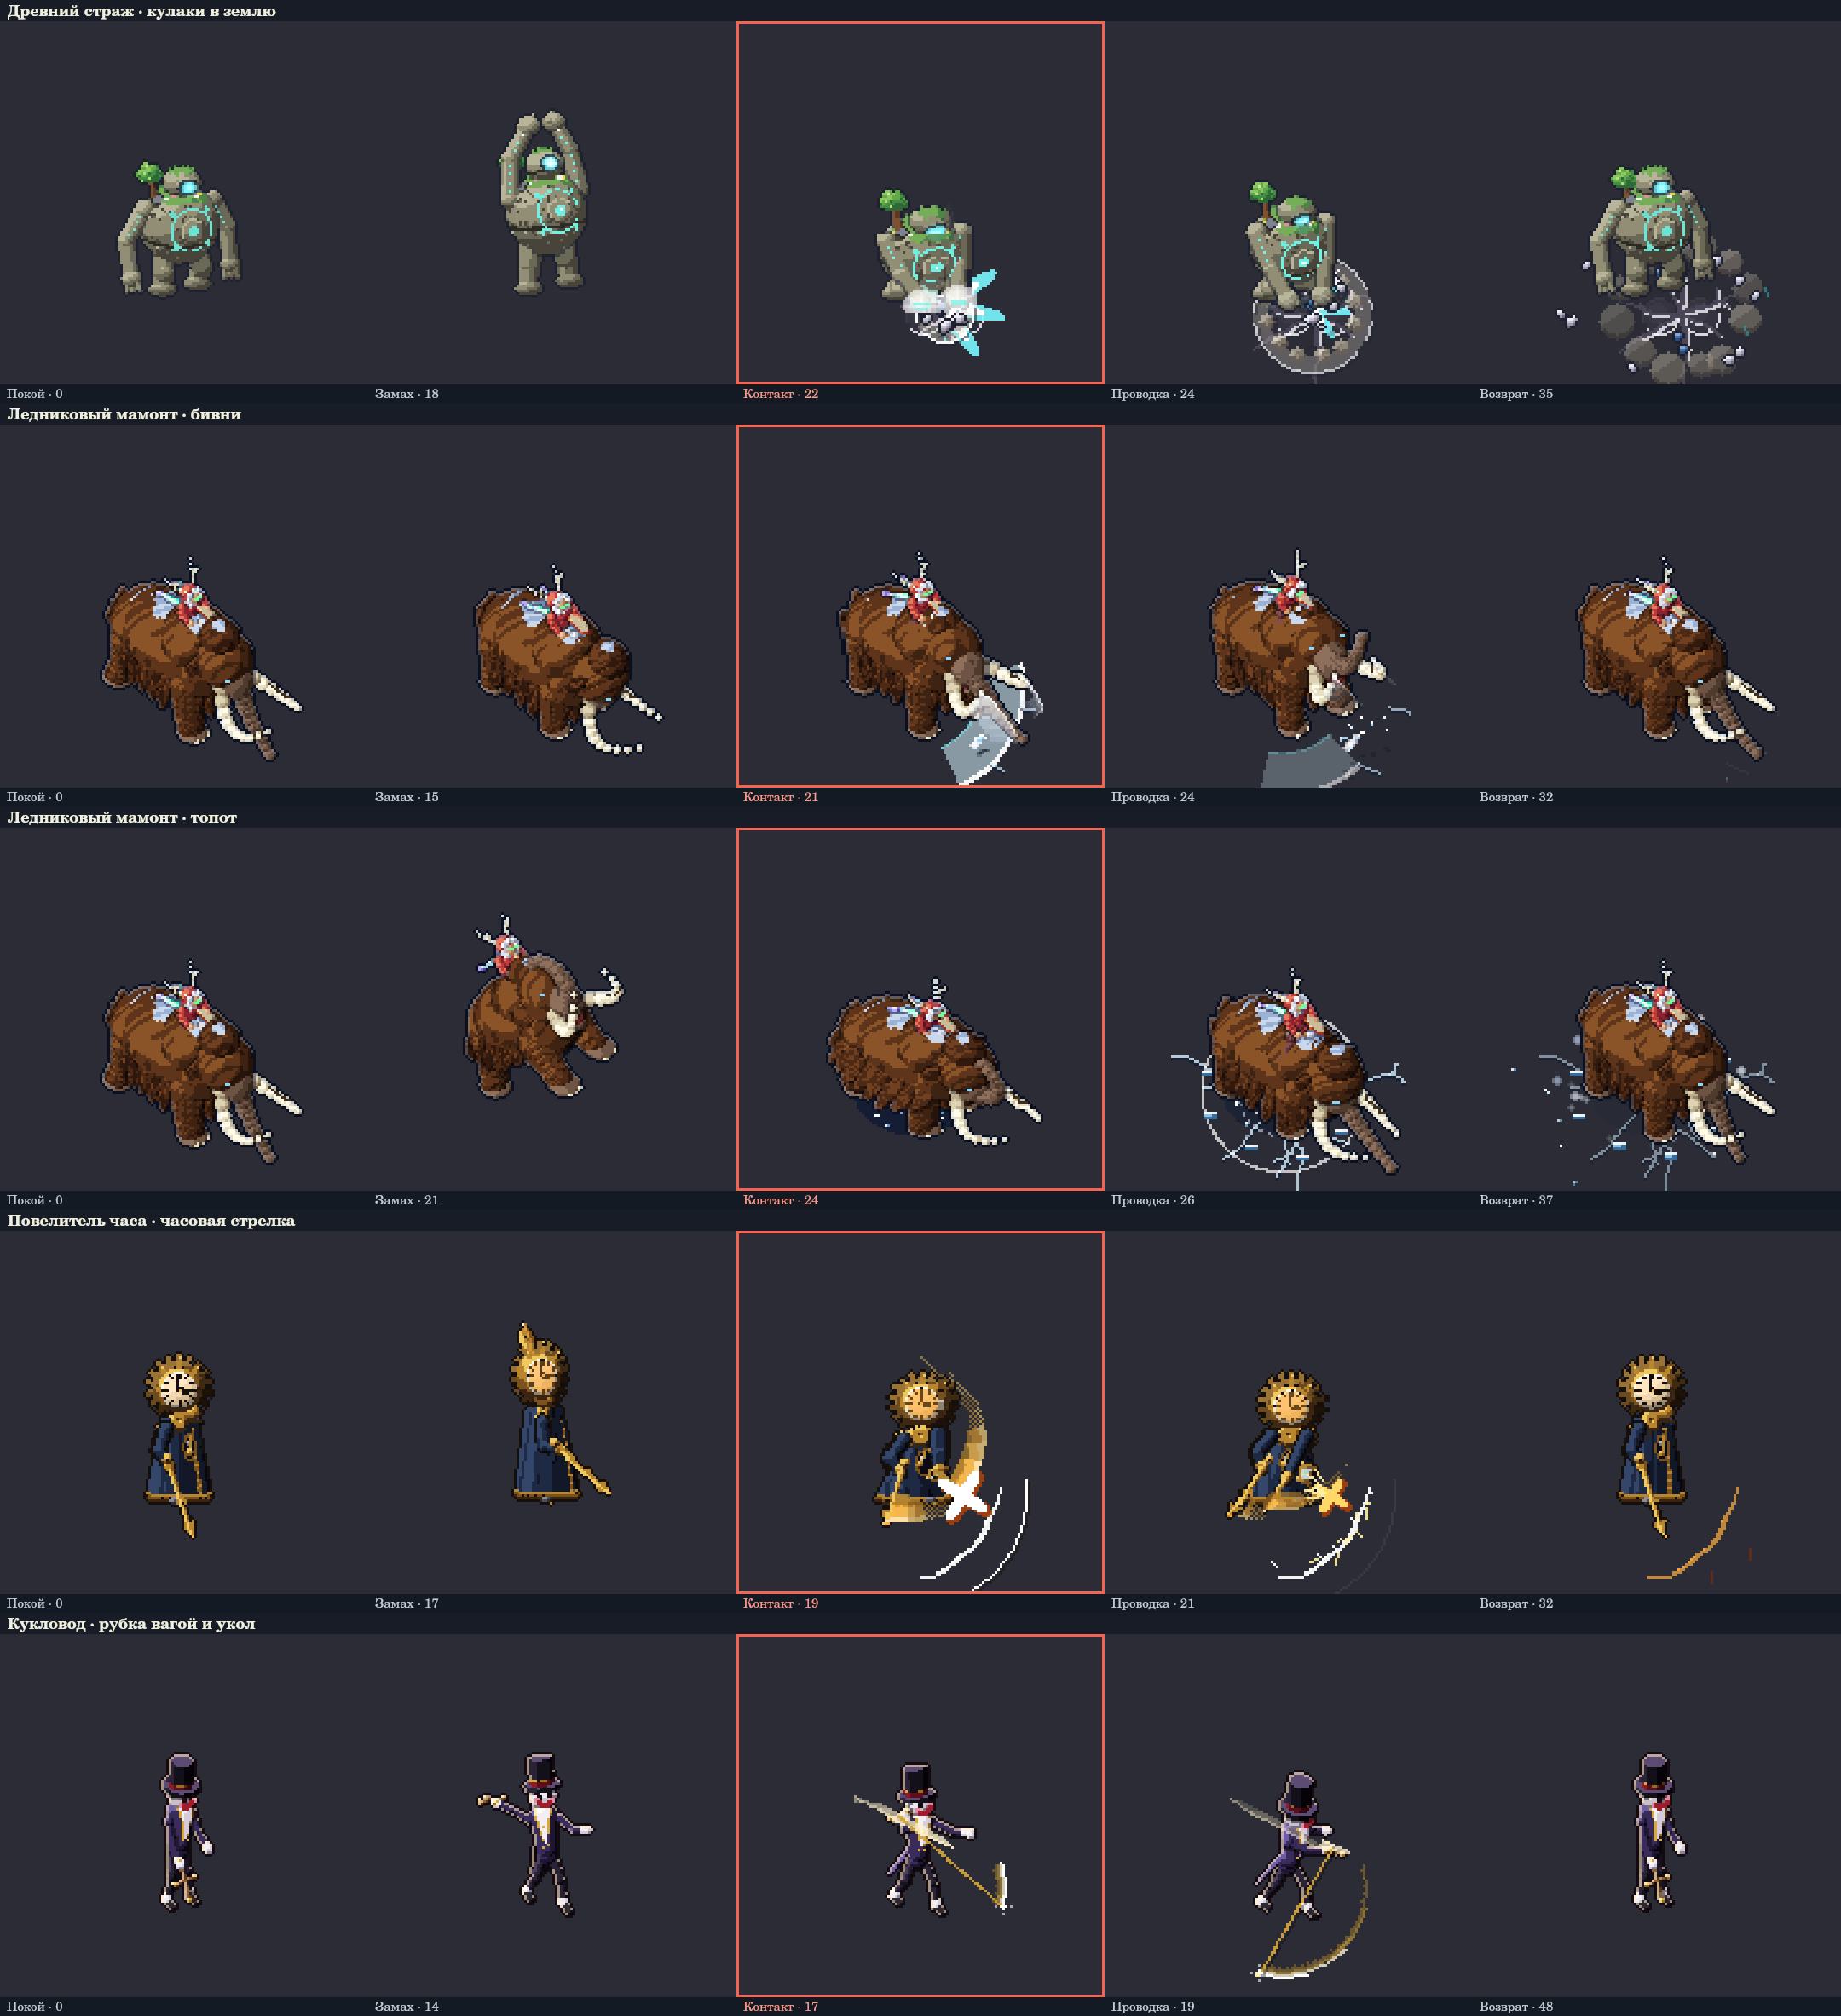 Древний страж · кулаки в землю
Покой · 0 Замах · 18 Контакт · 22 Проводка · 24 Возврат · 35
Ледниковый мамонт · бивни
Покой · 0 Замах · 15 Контакт · 21 Проводка · 24 Возврат · 32
Ледниковый мамонт · топот
Покой · 0 Замах · 21 Контакт · 24 Проводка · 26 Возврат · 37
Повелитель часа · часовая стрелка
Покой · 0 Замах · 17 Контакт · 19 Проводка · 21 Возврат · 32
Кукловод · рубка вагой и укол
Покой · 0 Замах · 14 Контакт · 17 Проводка · 19 Возврат · 48